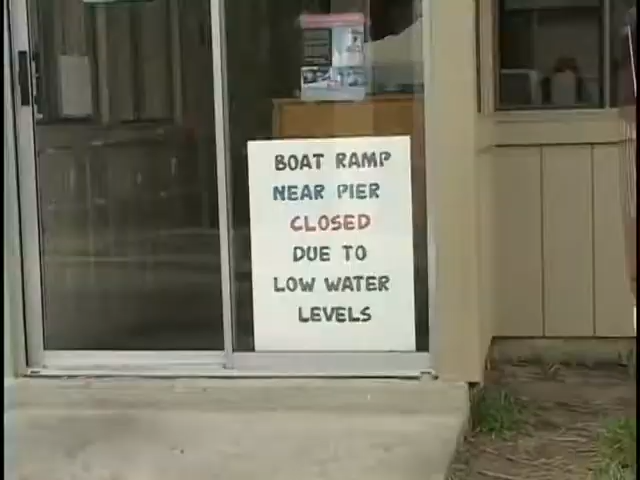 BOAT RAMP
NEAR PIER
CLOSED
DUE TO
LOW WATER
LEVELS